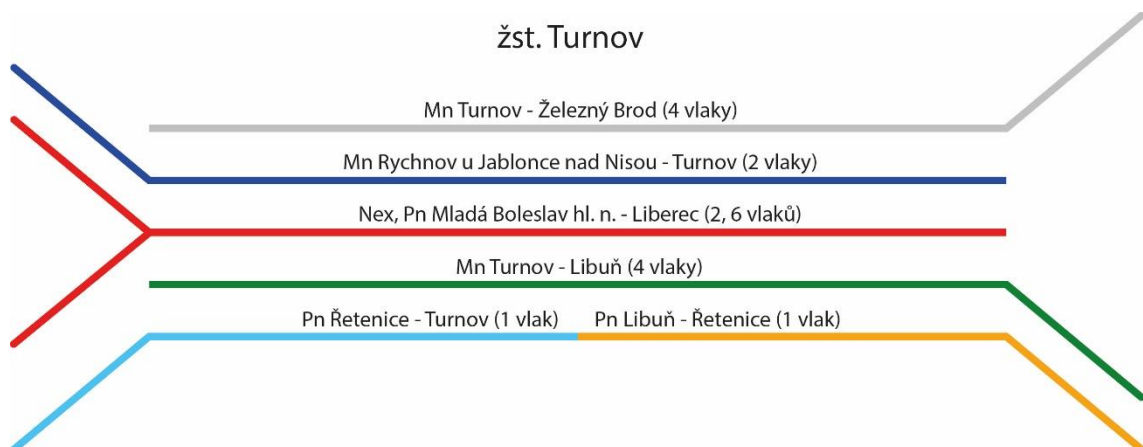 žst. Turnov
Mn Turnov - Železný Brod (4 vlaky)
Mn Rychnov u Jablonce nad Nisou - Turnov (2 vlaky)
Nex, Pn Mladá Boleslav hl. n. - Liberec (2, 6 vlaků)
Mn Turnov - Libuň (4 vlaky)
Pn Řetenice - Turnov (1 vlak) Pn Libuň - Řetenice (1 vlak)